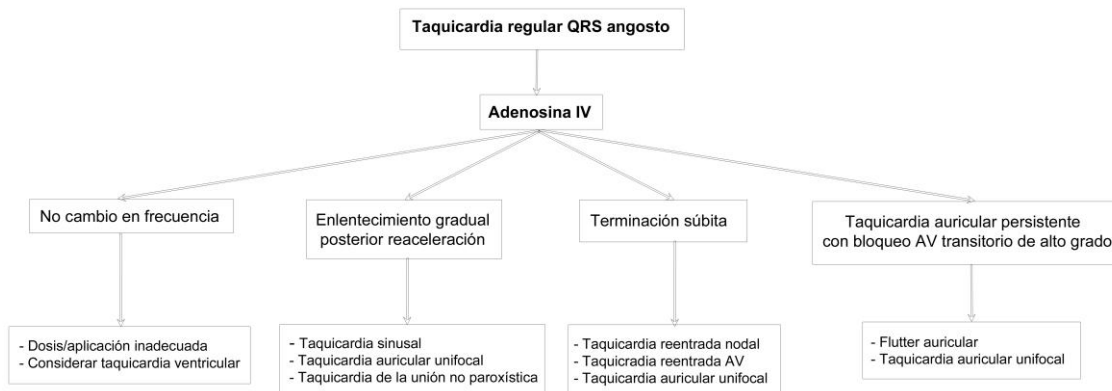 Taquicardia regular QRS angosto
Adenosina IV
No cambio en frecuencia
Enlentecimiento gradual
posterior reaceleración
Terminación súbita
Taquicardia auricular persistente
con bloqueo AV transitorio de alto grado
- Dosis/aplicación inadecuada
- Considerar taquicardia ventricular
- Taquicardia sinusal
- Taquicardia auricular unifocal
- Taquicardia de la unión no paroxística
- Taquicardia reentrada nodal
- Taquicradia reentrada AV
- Taquicardia auricular unifocal
- Flutter auricular
- Taquicardia auricular unifocal